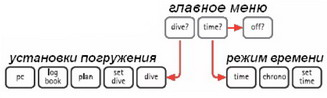 главное меню
dive? time? off?
установки погружения режим времени
pc log book plan set dive dive time chrono set time